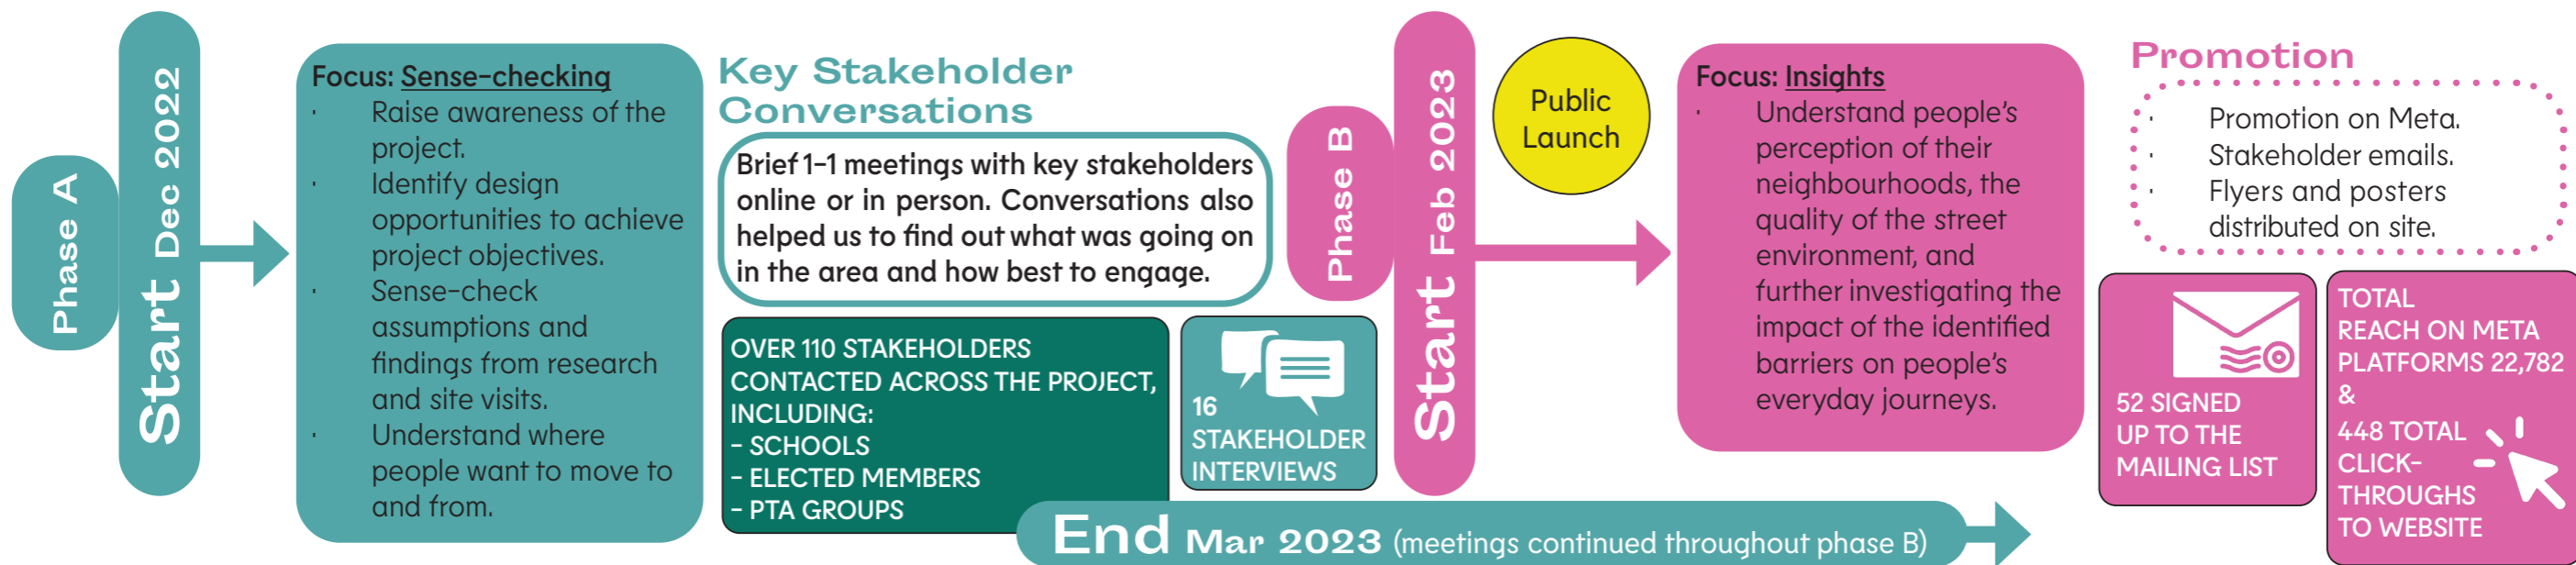 Phase A
Start Dec 2022
Focus: Sense-checking
· Raise awareness of the
project.
· Identify design
opportunities to achieve
project objectives.
· Sense-check
assumptions and
findings from research
and site visits.
· Understand where
people want to move to
and from.
Key Stakeholder
Conversations
Brief 1-1 meetings with key stakeholders
online or in person. Conversations also
helped us to find out what was going on
in the area and how best to engage.
OVER 110 STAKEHOLDERS
CONTACTED ACROSS THE PROJECT,
INCLUDING:
- SCHOOLS
- ELECTED MEMBERS
- PTA GROUPS
16
STAKEHOLDER
INTERVIEWS
End Mar 2023 (meetings continued throughout phase B)
Phase B
Start Feb 2023
Public
Launch
Focus: Insights
· Understand people's
perception of their
neighbourhoods, the
quality of the street
environment, and
further investigating the
impact of the identified
barriers on people's
everyday journeys.
Promotion
· Promotion on Meta.
· Stakeholder emails.
· Flyers and posters
distributed on site.
52 SIGNED
UP TO THE
MAILING LIST
TOTAL
REACH ON META
PLATFORMS 22,782
&
448 TOTAL
CLICK-
THROUGHS
TO WEBSITE